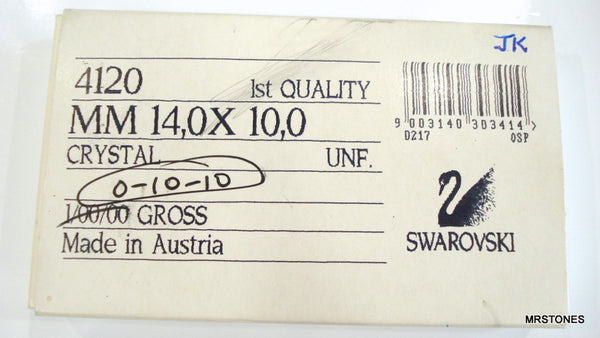 JK
4120 1st QUALITY
MM 14,0X 10,0
CRYSTAL UNF.
0-10-10
1/00/00 GROSS
Made in Austria
9 003140 303414 >
D217 OSP
SWAROVSKI
MRSTONES